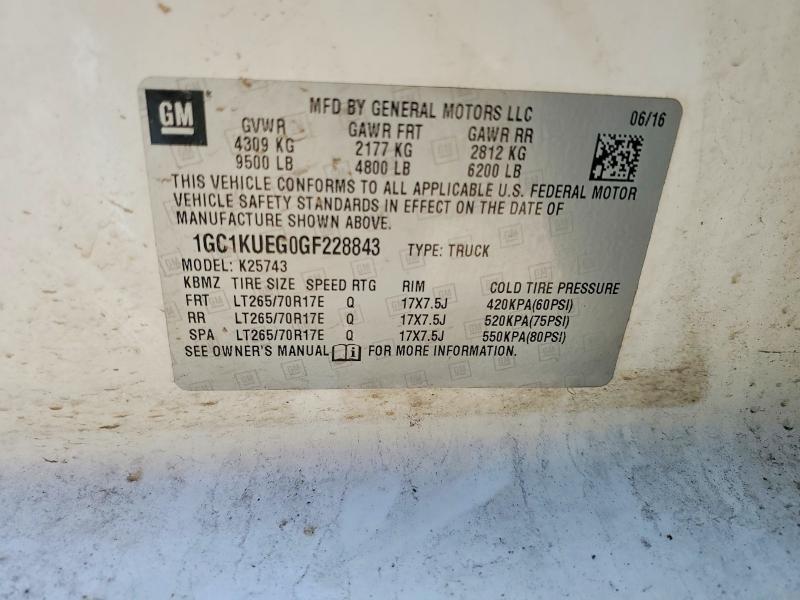 GM
MFD BY GENERAL MOTORS LLC 06/16
GVWR GAWR FRT GAWR RR
4309 KG 2177 KG 2812 KG
9500 LB 4800 LB 6200 LB
THIS VEHICLE CONFORMS TO ALL APPLICABLE U.S. FEDERAL MOTOR
VEHICLE SAFETY STANDARDS IN EFFECT ON THE DATE OF
MANUFACTURE SHOWN ABOVE.
1GC1KUEG0GF228843 TYPE: TRUCK
MODEL: K25743
KBMZ TIRE SIZE SPEED RTG RIM COLD TIRE PRESSURE
FRT LT265/70R17E Q 17X7.5J 420KPA(60PSI)
RR LT265/70R17E Q 17X7.5J 520KPA(75PSI)
SPA LT265/70R17E Q 17X7.5J 550KPA(80PSI)
SEE OWNER'S MANUAL FOR MORE INFORMATION.